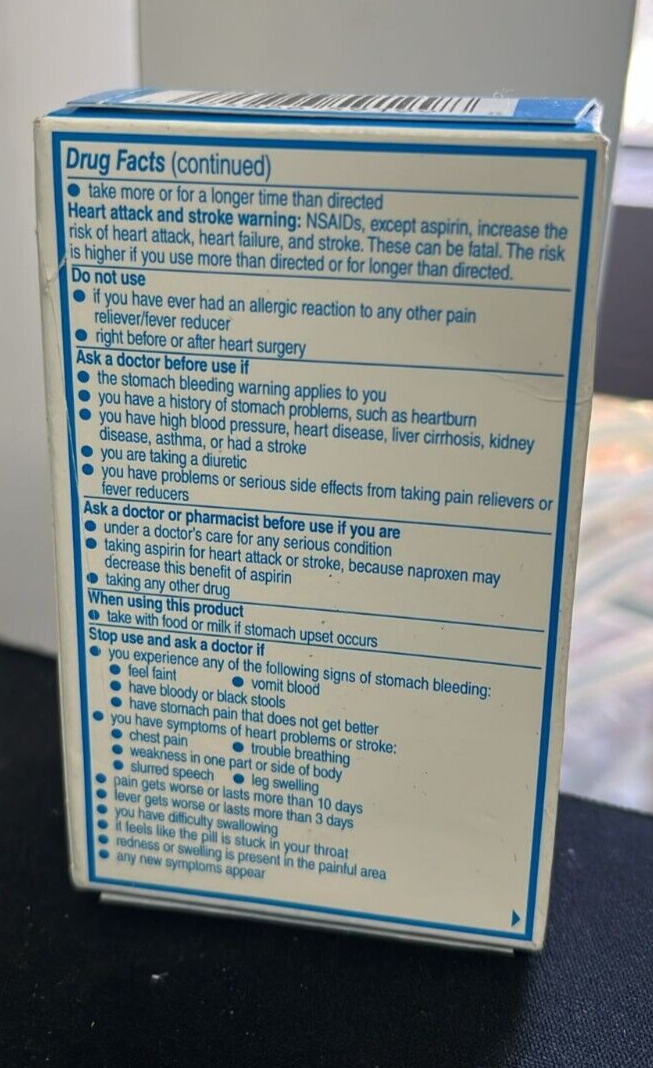 Drug Facts (continued)
● take more or for a longer time than directed
Heart attack and stroke warning: NSAIDs, except aspirin, increase the
risk of heart attack, heart failure, and stroke. These can be fatal. The risk
is higher if you use more than directed or for longer than directed.
Do not use
● if you have ever had an allergic reaction to any other pain
reliever/fever reducer
● right before or after heart surgery
Ask a doctor before use if
● the stomach bleeding warning applies to you
● you have a history of stomach problems, such as heartburn
● you have high blood pressure, heart disease, liver cirrhosis, kidney
disease, asthma, or had a stroke
● you are taking a diuretic
● you have problems or serious side effects from taking pain relievers or
fever reducers
Ask a doctor or pharmacist before use if you are
● under a doctor's care for any serious condition
● taking aspirin for heart attack or stroke, because naproxen may
decrease this benefit of aspirin
● taking any other drug
When using this product
● take with food or milk if stomach upset occurs
Stop use and ask a doctor if
● you experience any of the following signs of stomach bleeding:
● feel faint ● vomit blood
● have bloody or black stools
● have stomach pain that does not get better
● you have symptoms of heart problems or stroke:
● chest pain ● trouble breathing
● weakness in one part or side of body
● slurred speech ● leg swelling
● pain gets worse or lasts more than 10 days
● fever gets worse or lasts more than 3 days
● you have difficulty swallowing
● it feels like the pill is stuck in your throat
● redness or swelling is present in the painful area
● any new symptoms appear